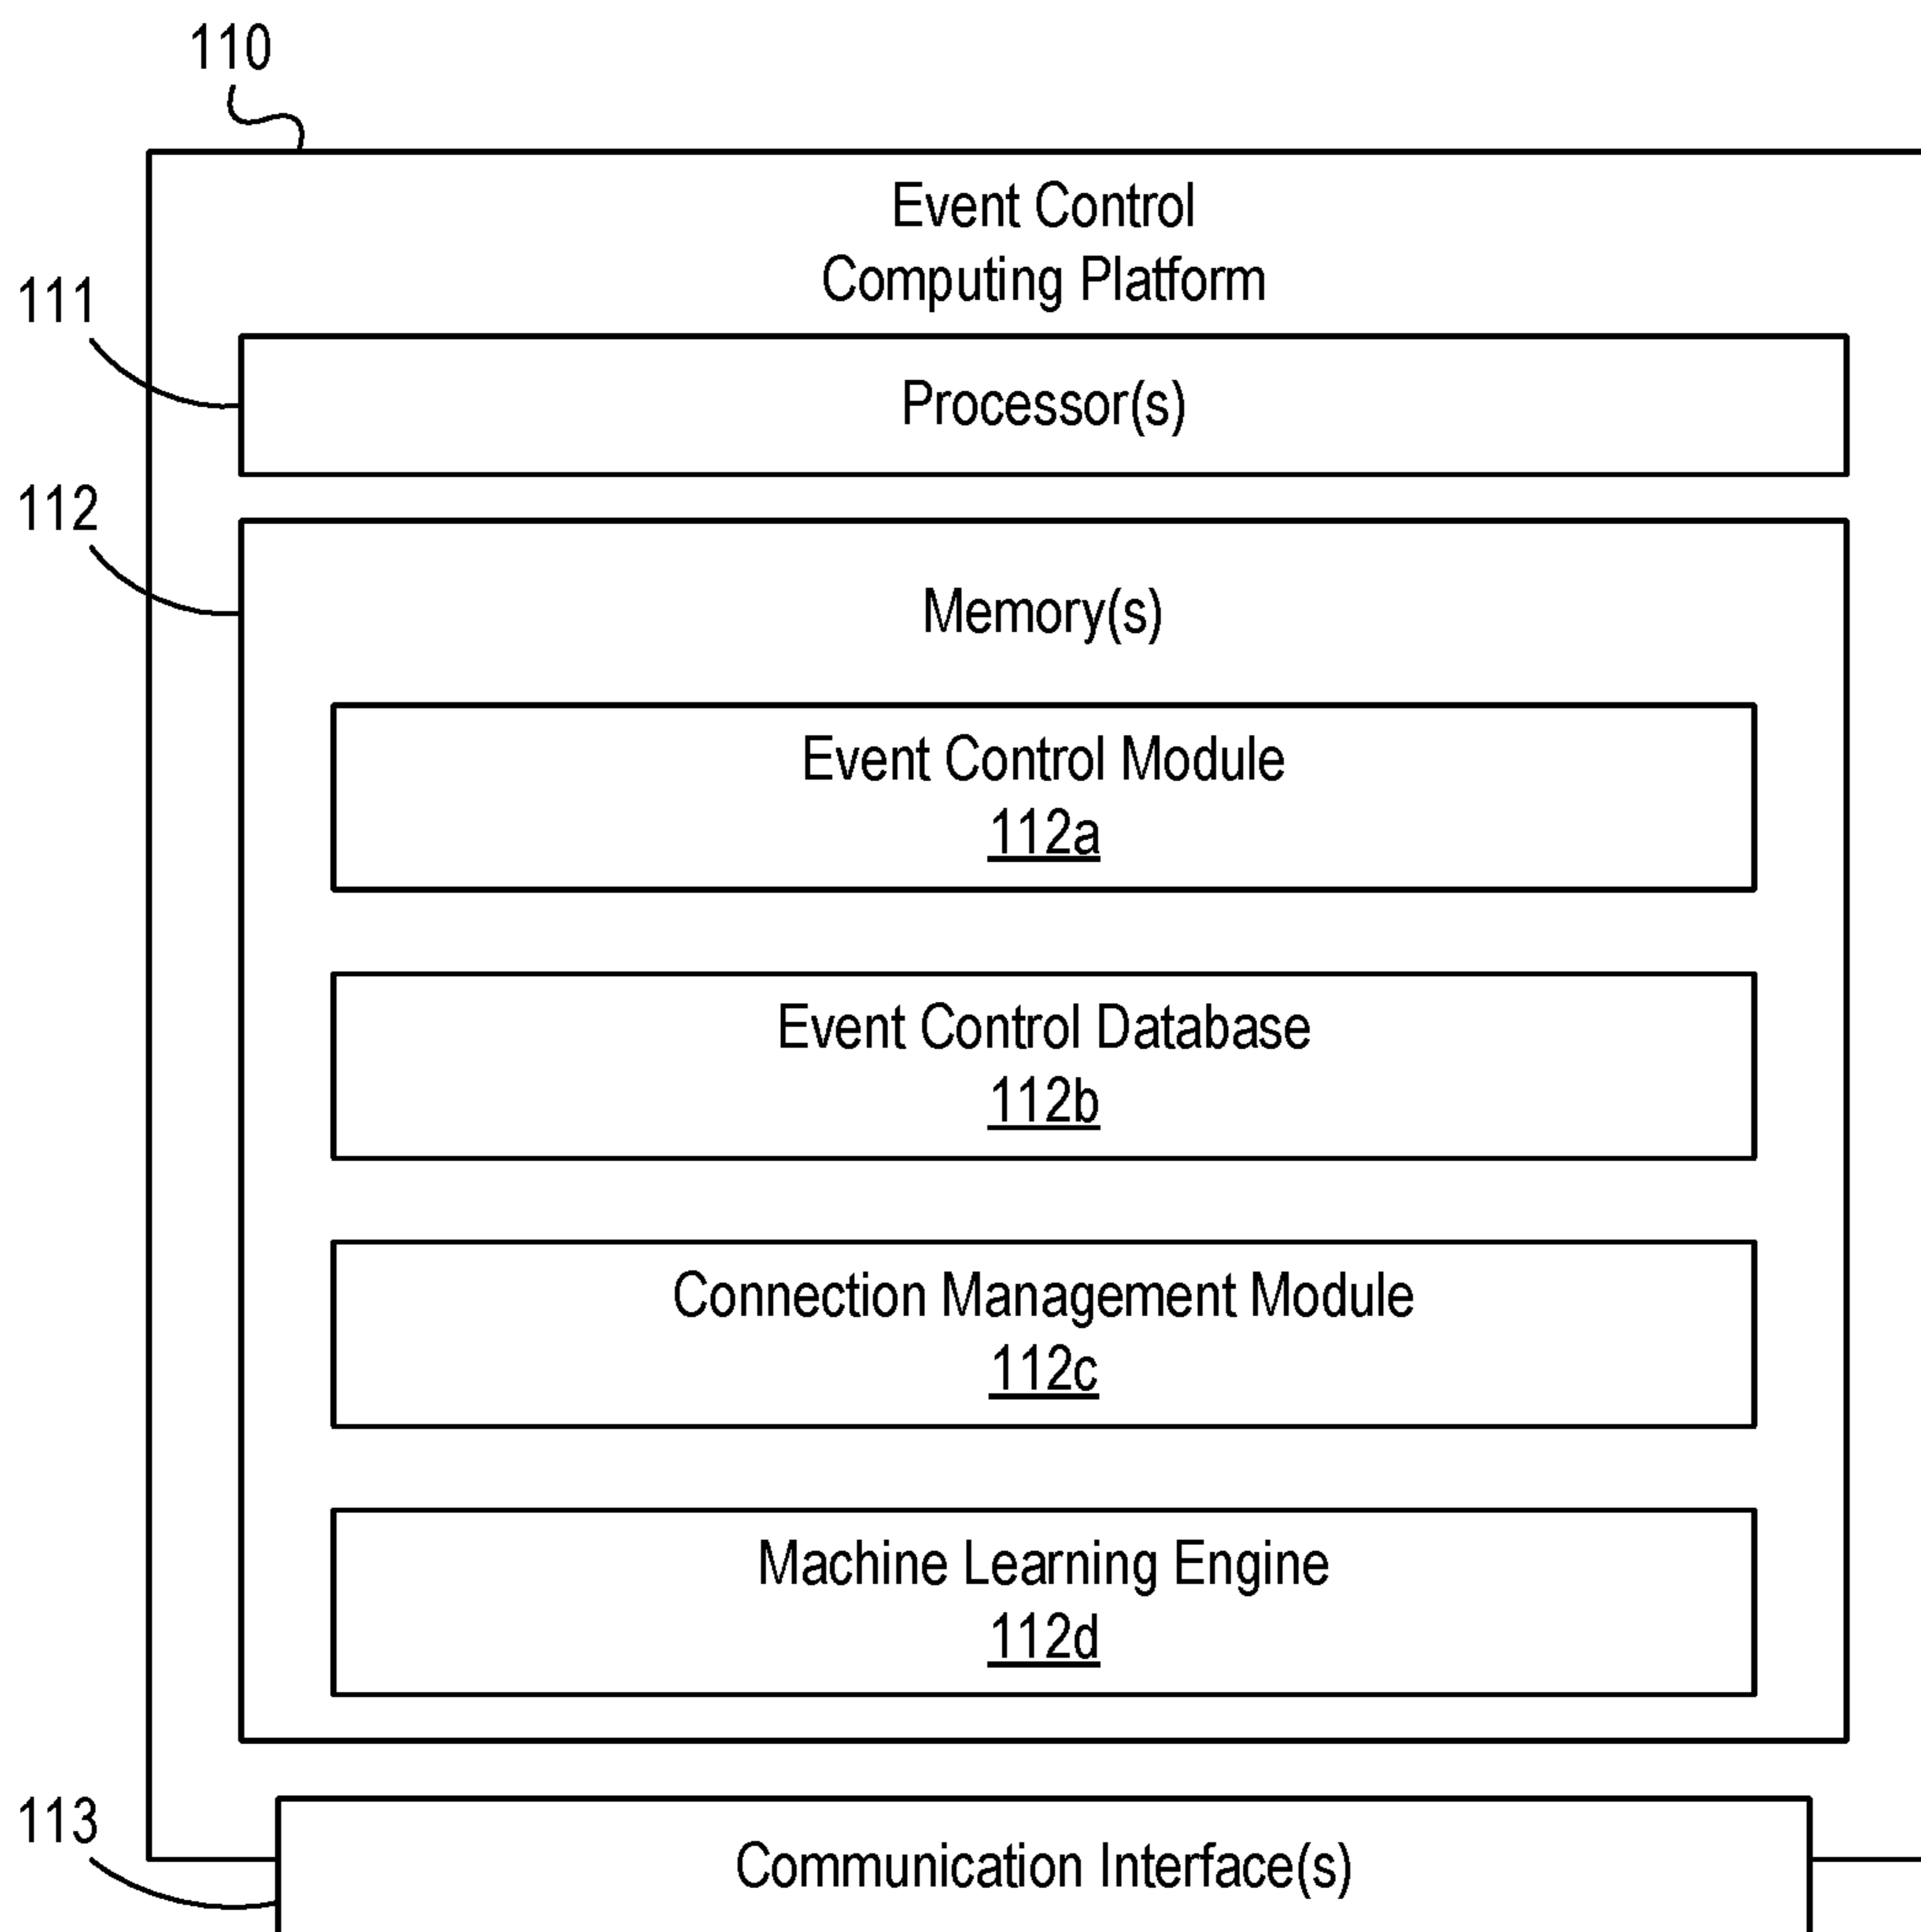 110
Event Control
Computing Platform
111
Processor(s)
112
Memory(s)
Event Control Module
112a
Event Control Database
112b
Connection Management Module
112c
Machine Learning Engine
112d
113
Communication Interface(s)